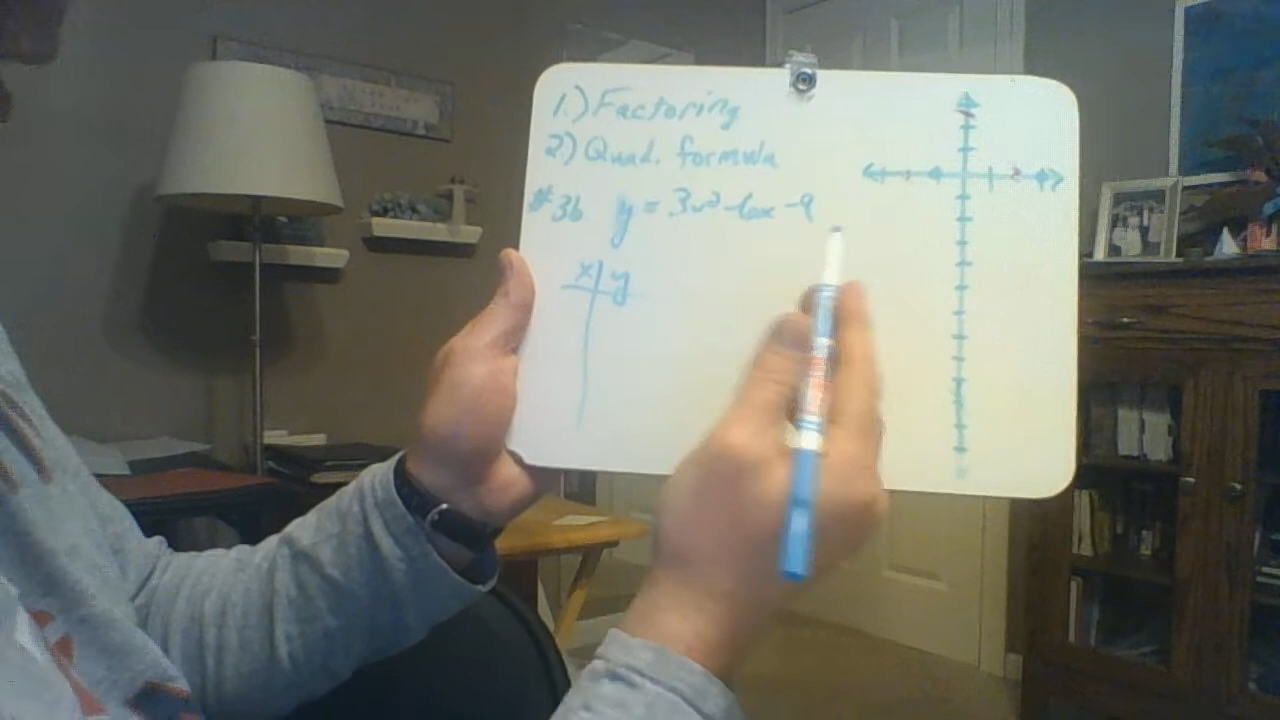 1.) Factoring
2) Quad. formula
#36 y = 3x²-6x-9
x y